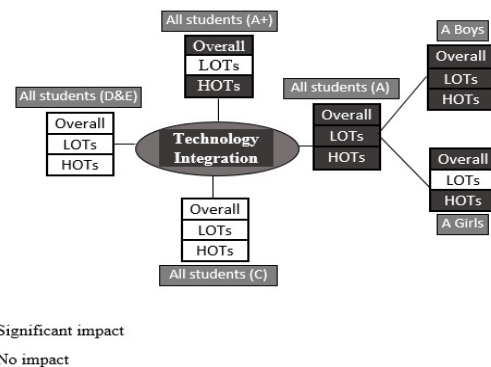 All students (A+)
Overall
LOTs
HOTs
A Boys
Overall
LOTs
HOTs
All students (D&E)
Overall
LOTs
HOTs
All students (A)
Overall
LOTs
HOTs
Technology
Integration
Overall
LOTs
HOTs
A Girls
Overall
LOTs
HOTs
All students (C)
Significant impact
No impact